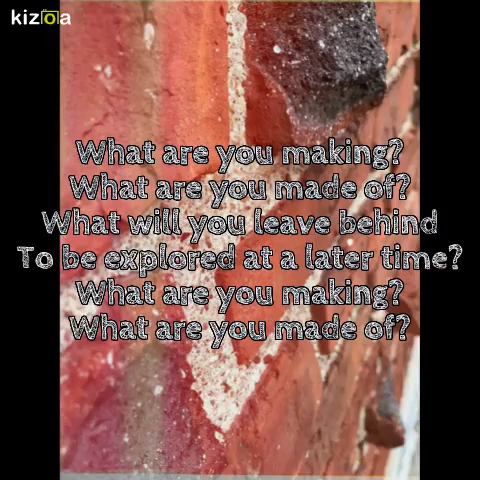 kizoa
What are you making?
What are you made of?
What will you leave behind
To be explored at a later time?
What are you making?
What are you made of?